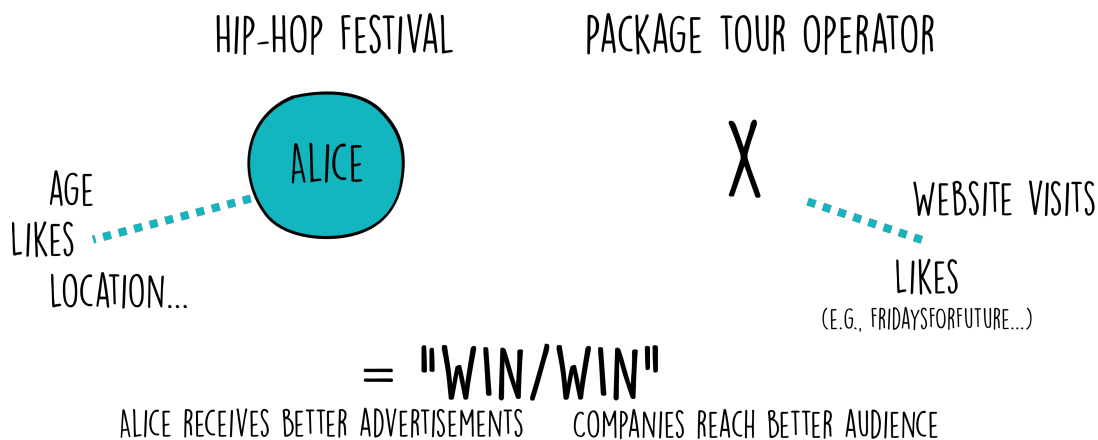 HIP-HOP FESTIVAL
PACKAGE TOUR OPERATOR
ALICE
X
AGE
LIKES
LOCATION...
WEBSITE VISITS
LIKES
(E.G., FRIDAYSFORFUTURE...)
= "WIN/WIN"
ALICE RECEIVES BETTER ADVERTISEMENTS
COMPANIES REACH BETTER AUDIENCE